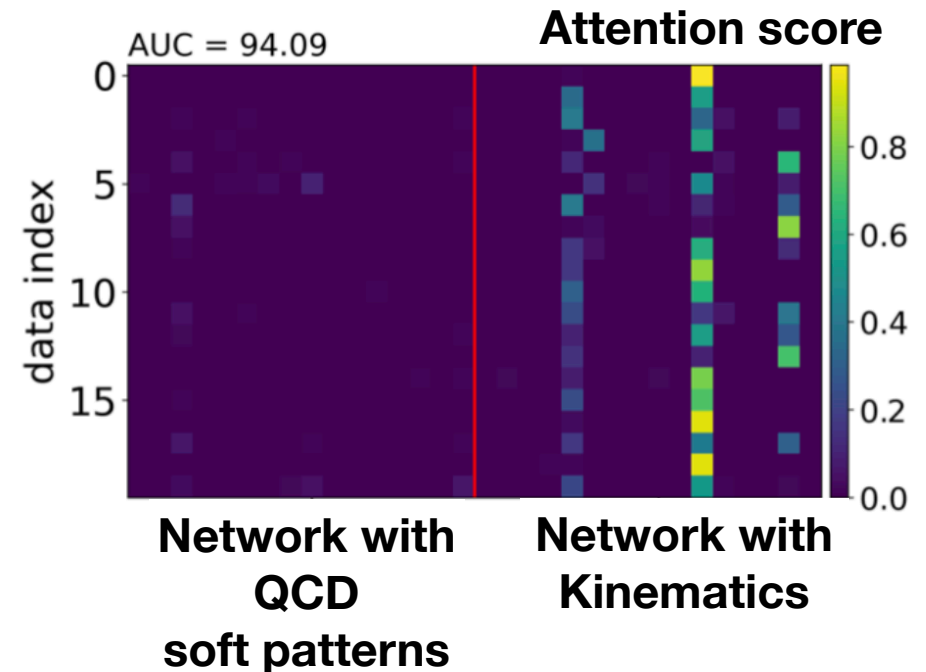 AUC = 94.09
Attention score
data index
0
5
10
15
0.8
0.6
0.4
0.2
0.0
Network with
QCD
soft patterns
Network with
Kinematics